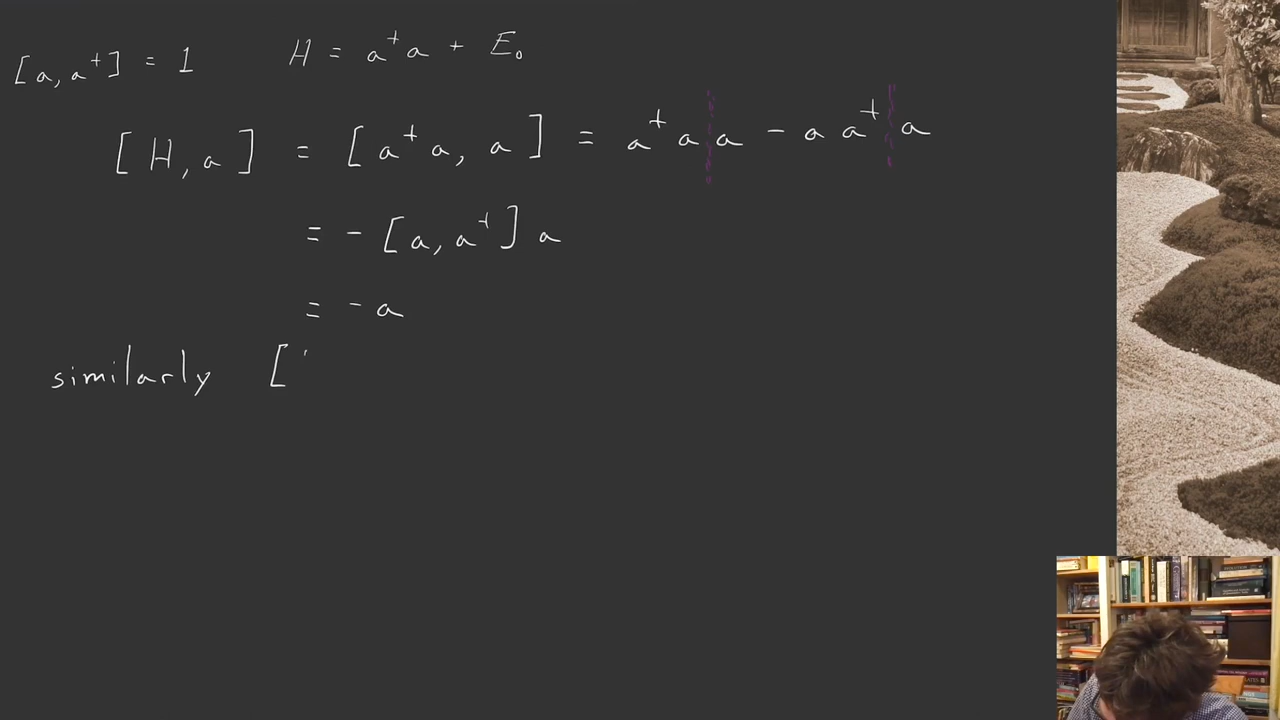 [a, a†] = 1 H = a†a + E₀
[H, a] = [a†a, a] = a†a a - a a† a
= - [a, a†] a
= - a
similarly [